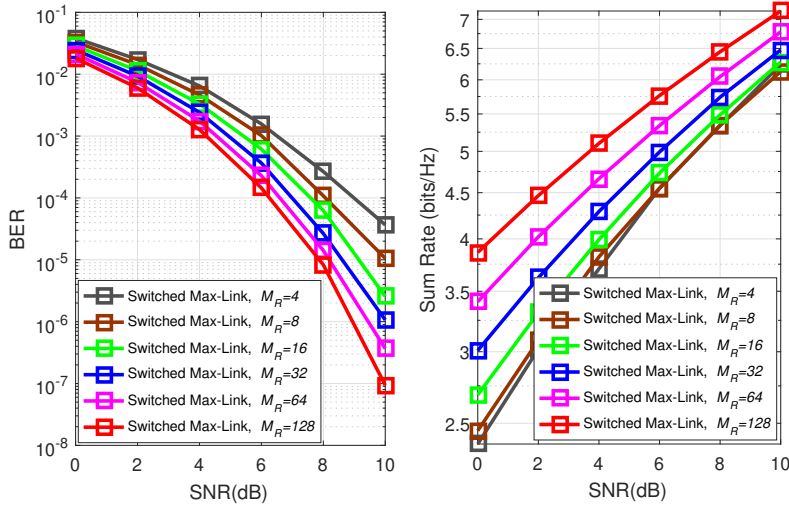 10^-1
10^-2
10^-3
10^-4
10^-5
10^-6
10^-7
10^-8
BER
0
2
4
6
8
10
SNR(dB)
Switched Max-Link, M_R=4
Switched Max-Link, M_R=8
Switched Max-Link, M_R=16
Switched Max-Link, M_R=32
Switched Max-Link, M_R=64
Switched Max-Link, M_R=128
7
6.5
6
5.5
5
4.5
4
3.5
3
2.5
Sum Rate (bits/Hz)
0
2
4
6
8
10
SNR(dB)
Switched Max-Link, M_R=4
Switched Max-Link, M_R=8
Switched Max-Link, M_R=16
Switched Max-Link, M_R=32
Switched Max-Link, M_R=64
Switched Max-Link, M_R=128